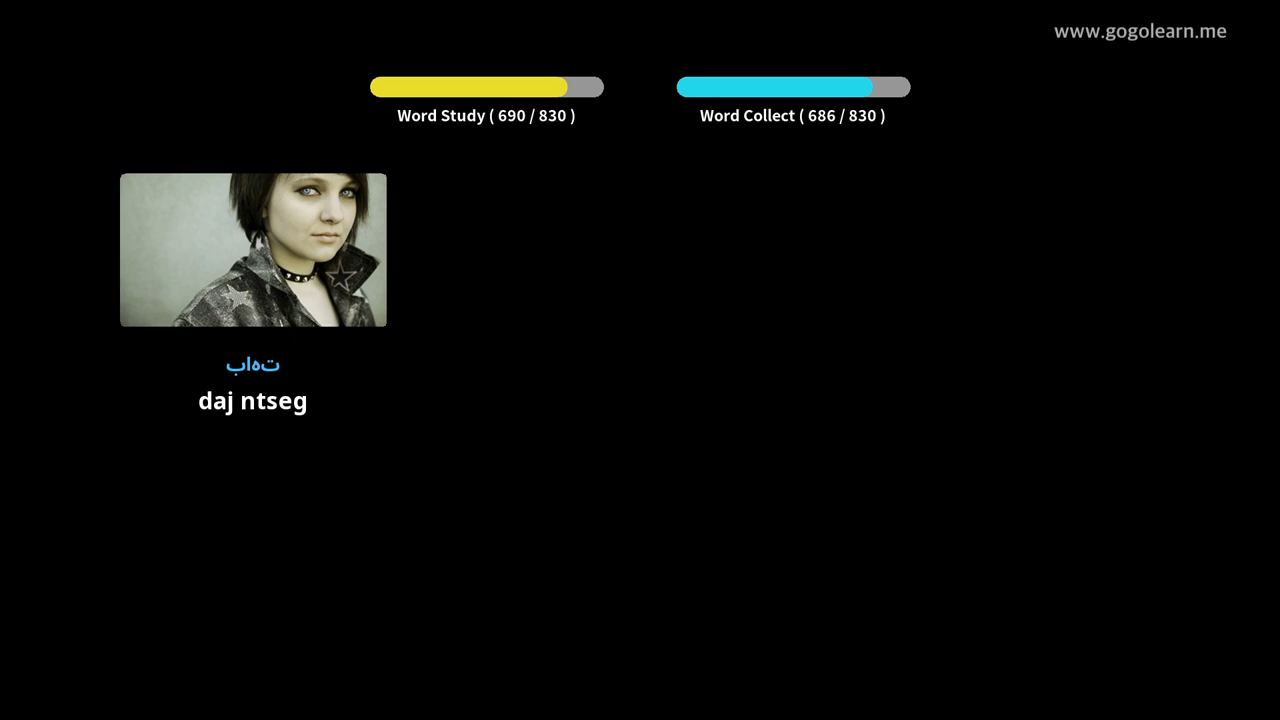 www.gogolearn.me
Word Study ( 690 / 830 )
Word Collect ( 686 / 830 )
تەاب
daj ntseg